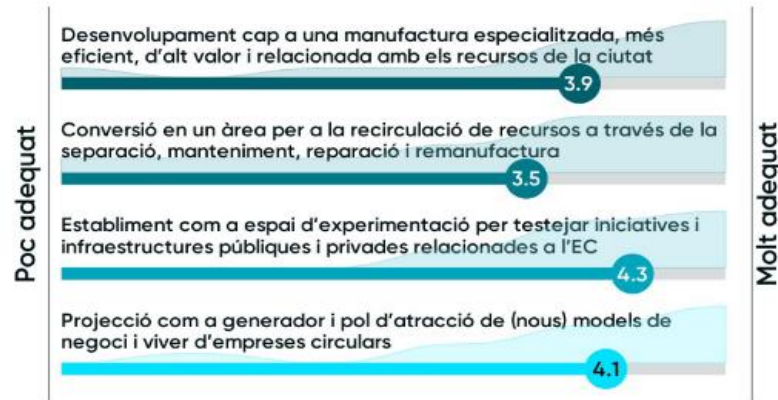 Desenvolupament cap a una manufactura especialitzada, més
eficient, d'alt valor i relacionada amb els recursos de la ciutat
3.9
Conversió en un àrea per a la recirculació de recursos a través de la
separació, manteniment, reparació i remanufactura
3.5
Establiment com a espai d'experimentació per testejar iniciatives i
infraestructures públiques i privades relacionades a l'EC
4.3
Projecció com a generador i pol d'atracció de (nous) models de
negoci i viver d'empreses circulars
4.1
Poc adequat
Molt adequat